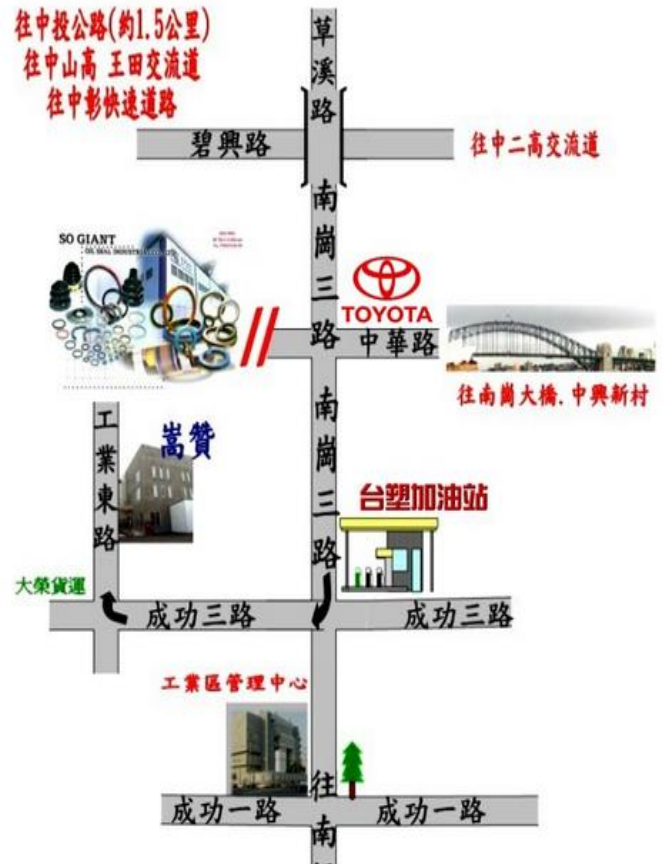 往中投公路(約1.5公里)
往中山高 王田交流道
往中彰快速道路
草溪路
碧興路
往中二高交流道
南崗三路
SO GIANT
OIL SEAL INDUSTRIAL
TOYOTA
中華路
往南崗大橋.中興新村
南崗三路
工業東路
嵩贊
台塑加油站
大榮貨運
成功三路
成功三路
工業區管理中心
成功一路
往南
成功一路